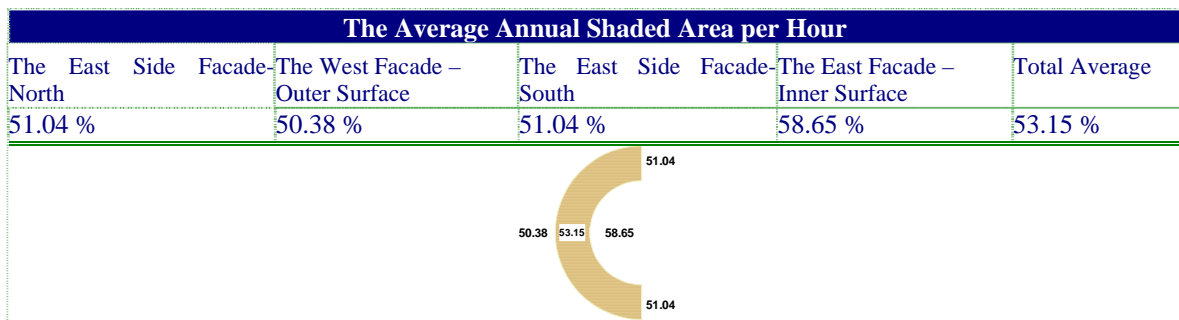 The Average Annual Shaded Area per Hour
The East Side Facade-
North
The West Facade –
Outer Surface
The East Side Facade-
South
The East Facade –
Inner Surface
Total Average
51.04 % 50.38 % 51.04 % 58.65 % 53.15 %
51.04
50.38 53.15 58.65
51.04